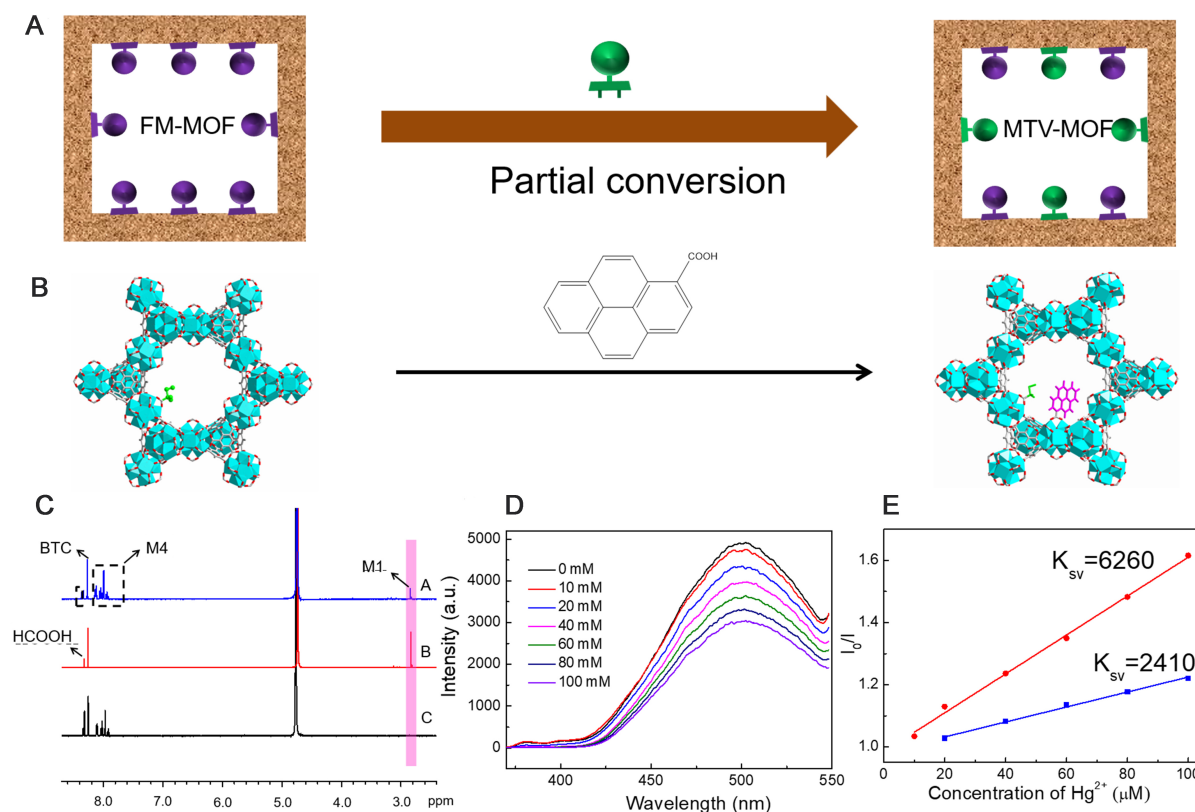 A
FM-MOF
Partial conversion
MTV-MOF
B
COOH
C
BTC
M4
M1
A
HCOOH
B
C
8.0 7.0 6.0 5.0 4.0 3.0 ppm
D
5000
4000
3000
2000
1000
0
Intensity (a.u.)
0 mM
10 mM
20 mM
40 mM
60 mM
80 mM
100 mM
400 450 500 550
Wavelength (nm)
E
1.6
1.4
1.2
1.0
I₀/I
Kₛᵥ=6260
Kₛᵥ=2410
0 20 40 60 80 100
Concentration of Hg²⁺ (μM)